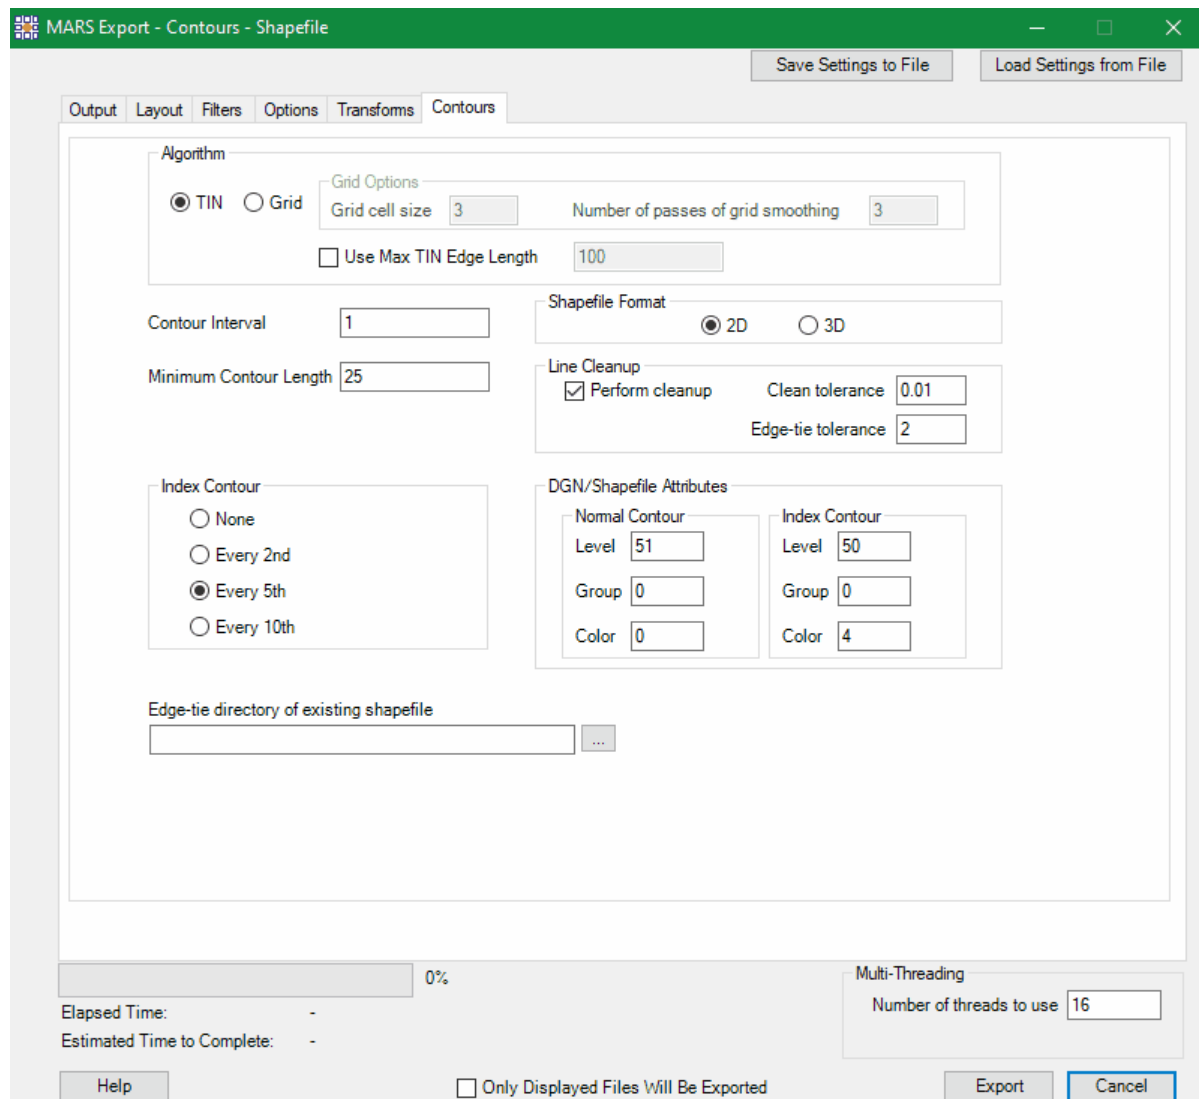 MARS Export - Contours - Shapefile
Save Settings to File Load Settings from File
Output Layout Filters Options Transforms Contours
Algorithm
TIN Grid
Grid Options
Grid cell size 3 Number of passes of grid smoothing 3
Use Max TIN Edge Length 100
Contour Interval 1
Shapefile Format
2D 3D
Minimum Contour Length 25
Line Cleanup
Perform cleanup Clean tolerance 0.01
Edge-tie tolerance 2
Index Contour
None
Every 2nd
Every 5th
Every 10th
DGN/Shapefile Attributes
Normal Contour
Level 51
Group 0
Color 0
Index Contour
Level 50
Group 0
Color 4
Edge-tie directory of existing shapefile
...
0%
Elapsed Time: -
Estimated Time to Complete: -
Multi-Threading
Number of threads to use 16
Help Only Displayed Files Will Be Exported Export Cancel